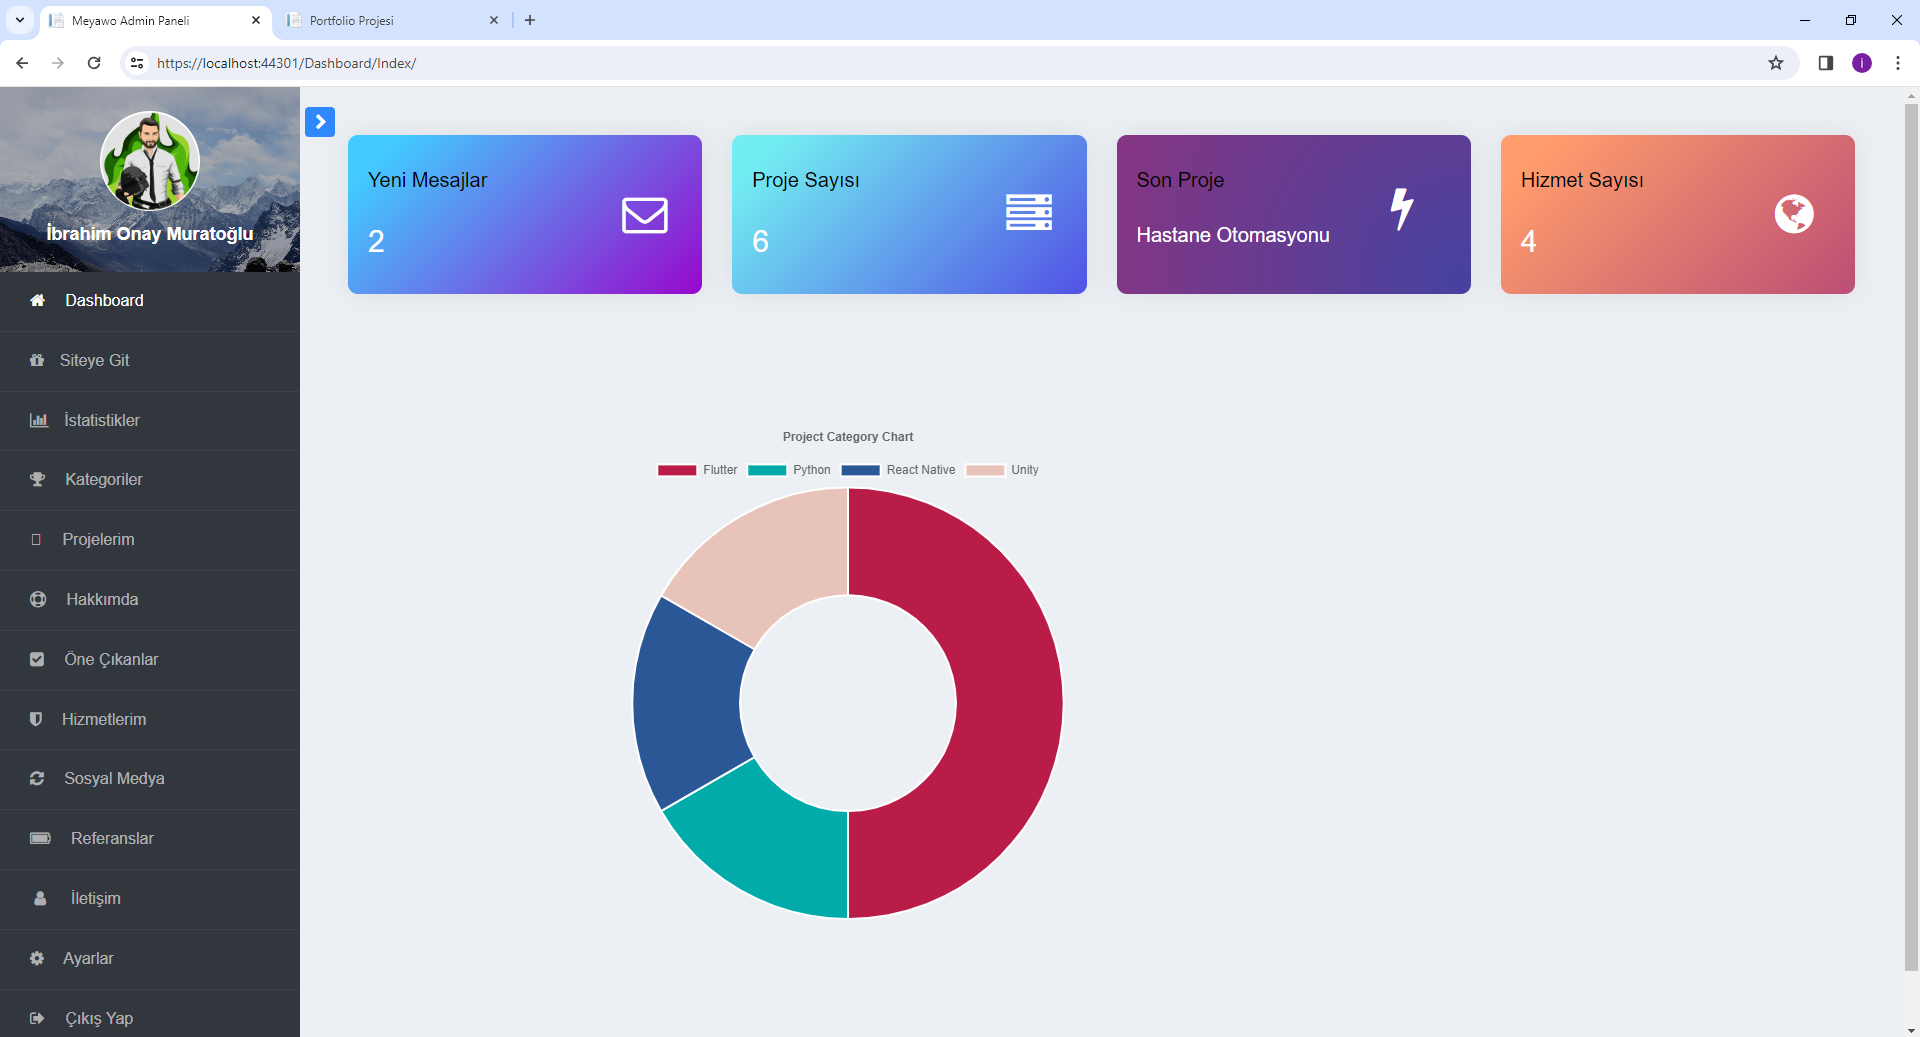 Meyawo Admin Paneli
Portfolio Projesi
https://localhost:44301/Dashboard/Index/
i
İbrahim Onay Muratoğlu
Dashboard
Siteye Git
İstatistikler
Kategoriler
Projelerim
Hakkımda
Öne Çıkanlar
Hizmetlerim
Sosyal Medya
Referanslar
İletişim
Ayarlar
Çıkış Yap
Yeni Mesajlar
2
Proje Sayısı
6
Son Proje
Hastane Otomasyonu
Hizmet Sayısı
4
Project Category Chart
Flutter Python React Native Unity